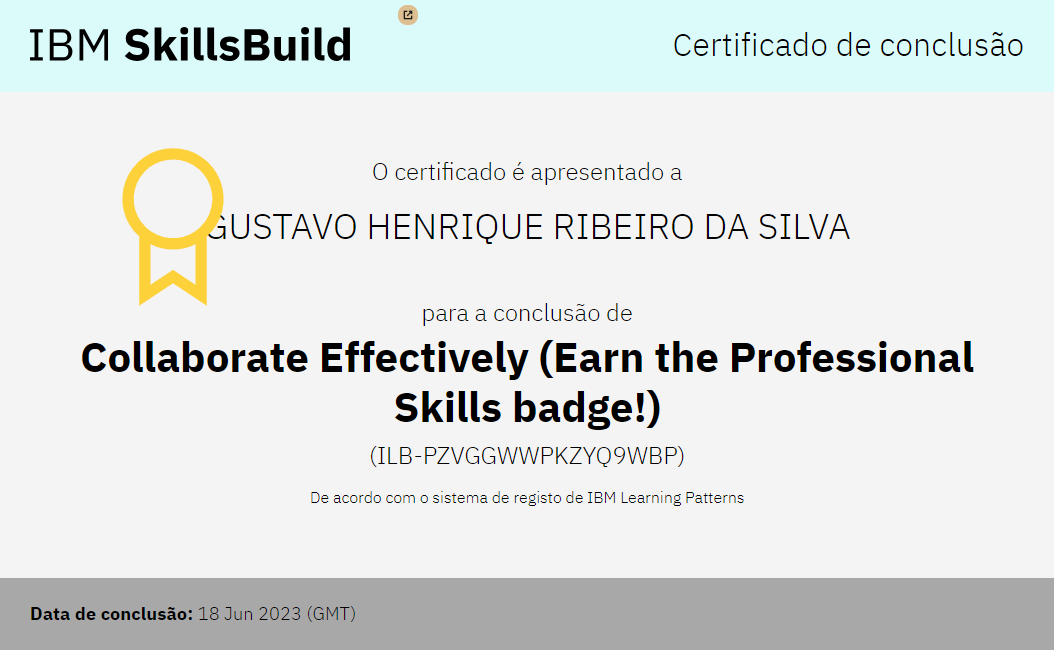 IBM SkillsBuild
Certificado de conclusão
O certificado é apresentado a
GUSTAVO HENRIQUE RIBEIRO DA SILVA
para a conclusão de
Collaborate Effectively (Earn the Professional
Skills badge!)
(ILB-PZVGGWWPKZYQ9WBP)
De acordo com o sistema de registo de IBM Learning Patterns
Data de conclusão: 18 Jun 2023 (GMT)